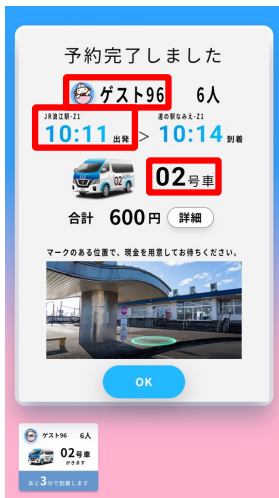 予約完了しました
ゲスト96 6人
JR浪江駅-Z1 道の駅なみえ-Z1
10:11 出発 > 10:14 到着
02
02号車
合計 600円 詳細
マークのある位置で、現金を用意してお待ちください。
OK
ゲスト96 6人
02号車
がきます
あと3分で到着します